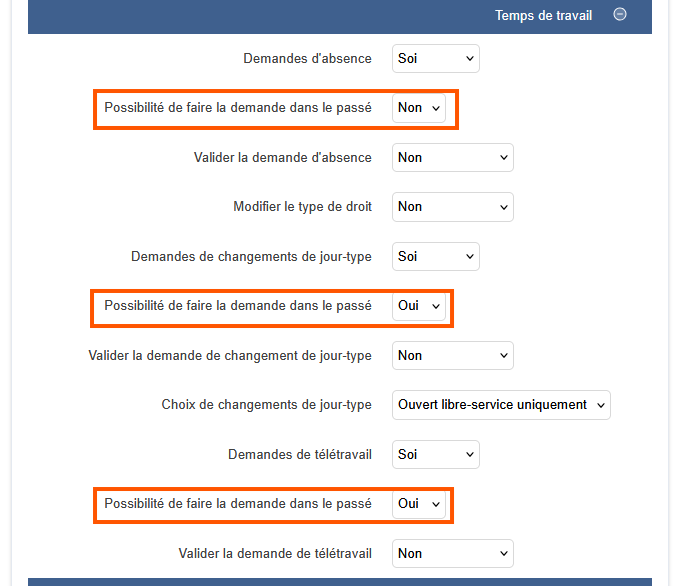 Temps de travail
Demandes d'absence Soi
Possibilité de faire la demande dans le passé Non
Valider la demande d'absence Non
Modifier le type de droit Non
Demandes de changements de jour-type Soi
Possibilité de faire la demande dans le passé Oui
Valider la demande de changement de jour-type Non
Choix de changements de jour-type Ouvert libre-service uniquement
Demandes de télétravail Soi
Possibilité de faire la demande dans le passé Oui
Valider la demande de télétravail Non